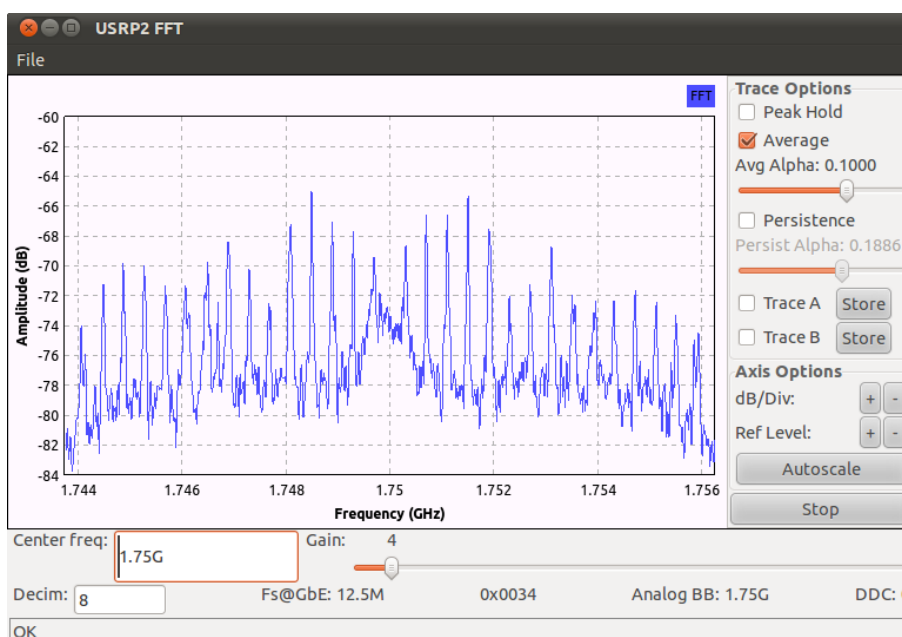 USRP2 FFT
File
FFT
-60
-62
-64
-66
-68
-70
-72
-74
-76
-78
-80
-82
-84
Amplitude (dB)
1.744 1.746 1.748 1.75 1.752 1.754 1.756
Frequency (GHz)
Trace Options
Peak Hold
Average
Avg Alpha: 0.1000
Persistence
Persist Alpha: 0.1886
Trace A Store
Trace B Store
Axis Options
dB/Div: + -
Ref Level: + -
Autoscale
Stop
Center freq: 1.75G Gain: 4
Decim: 8 Fs@GbE: 12.5M 0x0034 Analog BB: 1.75G DDC:
OK